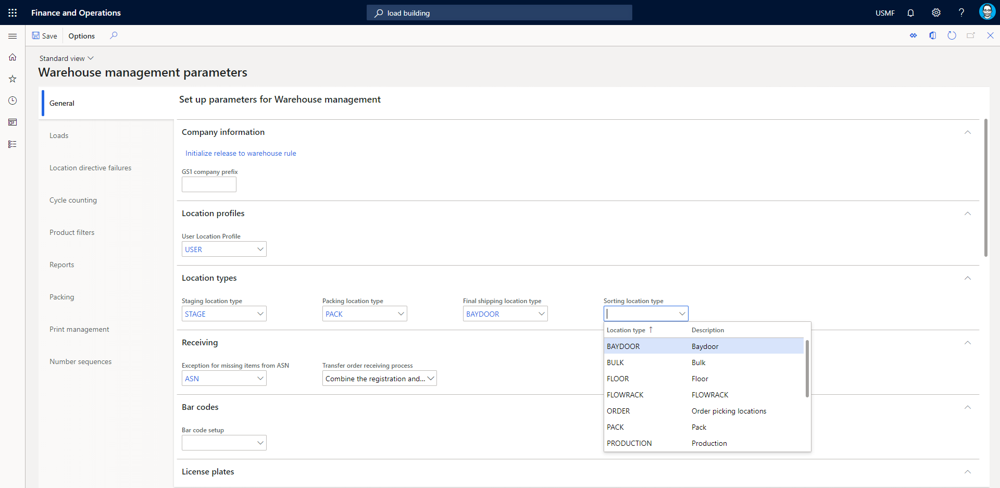 Finance and Operations
load building
USMF
Save
Options
Standard view
Warehouse management parameters
General
Loads
Location directive failures
Cycle counting
Product filters
Reports
Packing
Print management
Number sequences
Set up parameters for Warehouse management
Company information
Initialize release to warehouse rule
GS1 company prefix
Location profiles
User Location Profile
USER
Location types
Staging location type
Packing location type
Final shipping location type
Sorting location type
STAGE
PACK
BAYDOOR
Location type ↑ Description
BAYDOOR Baydoor
BULK Bulk
FLOOR Floor
FLOWRACK FLOWRACK
ORDER Order picking locations
PACK Pack
PRODUCTION Production
Receiving
Exception for missing items from ASN
Transfer order receiving process
ASN
Combine the registration and...
Bar codes
Bar code setup
License plates